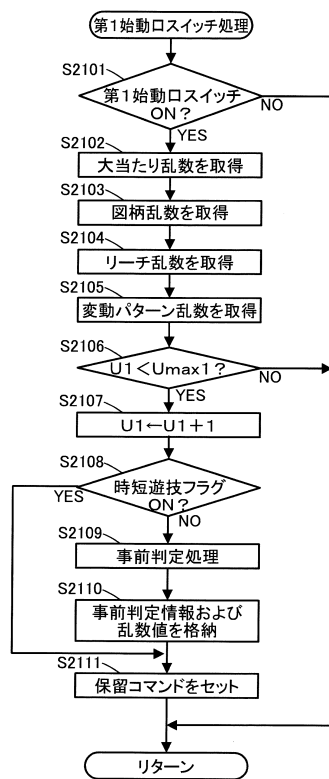 第1始動口スイッチ処理
S2101
第1始動口スイッチ
ON?
NO
YES
S2102
大当たり乱数を取得
S2103
図柄乱数を取得
S2104
リーチ乱数を取得
S2105
変動パターン乱数を取得
S2106
U1<Umax1?
NO
YES
S2107
U1←U1+1
S2108
時短遊技フラグ
ON?
YES
NO
S2109
事前判定処理
S2110
事前判定情報および
乱数値を格納
S2111
保留コマンドをセット
リターン